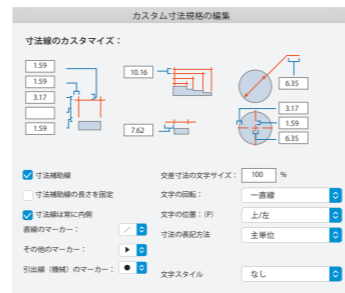 カスタム寸法規格の編集
寸法線のカスタマイズ：
1.59
1.59
3.17
1.59
10.16
7.62
6.35
3.17
1.59
6.35
寸法補助線
寸法補助線の長さを固定
寸法線は常に内側
直線のマーカー：
その他のマーカー：
引出線（機械）のマーカー：
交差寸法の文字サイズ： 100 %
文字の回転： 一直線
文字の位置：(P) 上/左
寸法の表記方法 主単位
文字スタイル なし